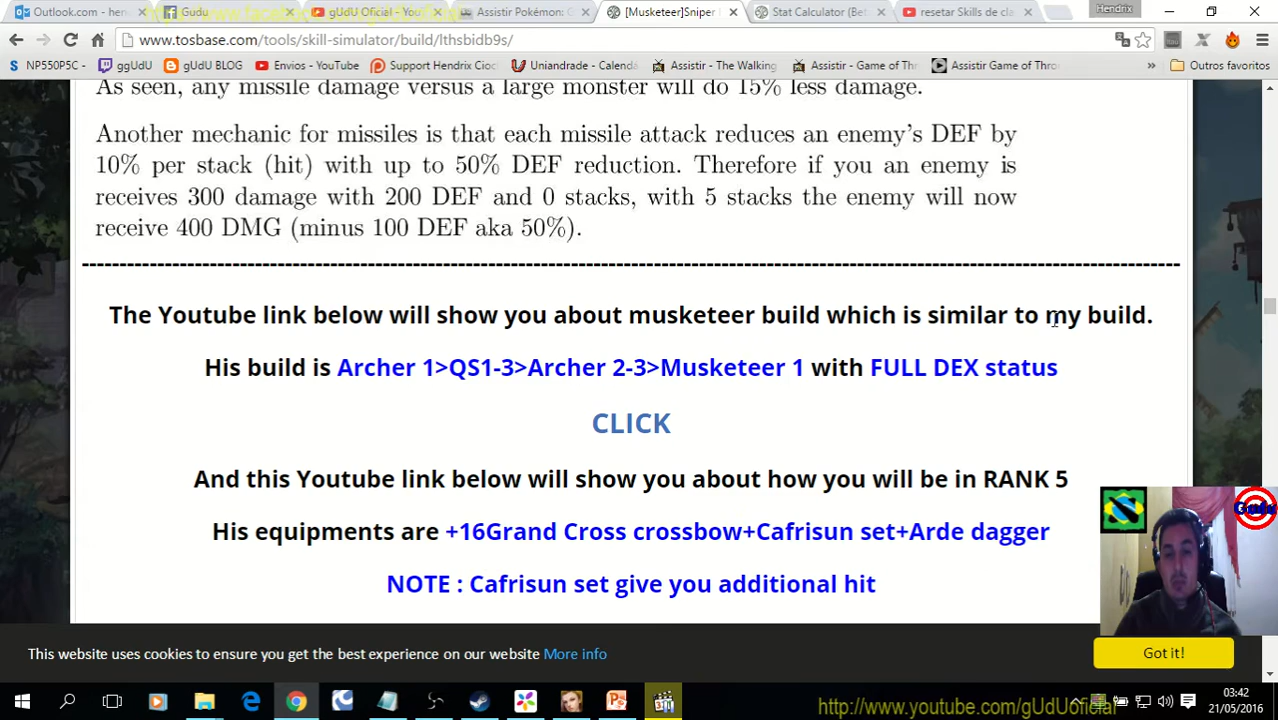 Outlook.com - hen
Gudu
gUdU Oficial - You
Assistir Pokémon: G
[Musketeer]Sniper
Stat Calculator (Bet
resetar Skills de cla
Hendrix
www.tosbase.com/tools/skill-simulator/build/lthsbidb9s/
NP550P5C
ggUdU
gUdU BLOG
Envios - YouTube
Support Hendrix Cioc
Uniandrade - Calenda
Assistir - The Walking
Assistir - Game of Thr
Assistir Game of Thron
Outros favoritos
As seen, any missile damage versus a large monster will do 15% less damage.
Another mechanic for missiles is that each missile attack reduces an enemy's DEF by
10% per stack (hit) with up to 50% DEF reduction. Therefore if you an enemy is
receives 300 damage with 200 DEF and 0 stacks, with 5 stacks the enemy will now
receive 400 DMG (minus 100 DEF aka 50%).
The Youtube link below will show you about musketeer build which is similar to my build.
His build is Archer 1>QS1-3>Archer 2-3>Musketeer 1 with FULL DEX status
CLICK
And this Youtube link below will show you about how you will be in RANK 5
His equipments are +16Grand Cross crossbow+Cafrisun set+Arde dagger
NOTE : Cafrisun set give you additional hit
Gudu
This website uses cookies to ensure you get the best experience on our website More info
Got it!
http://www.youtube.com/gUdUoficial
03:42
21/05/2016